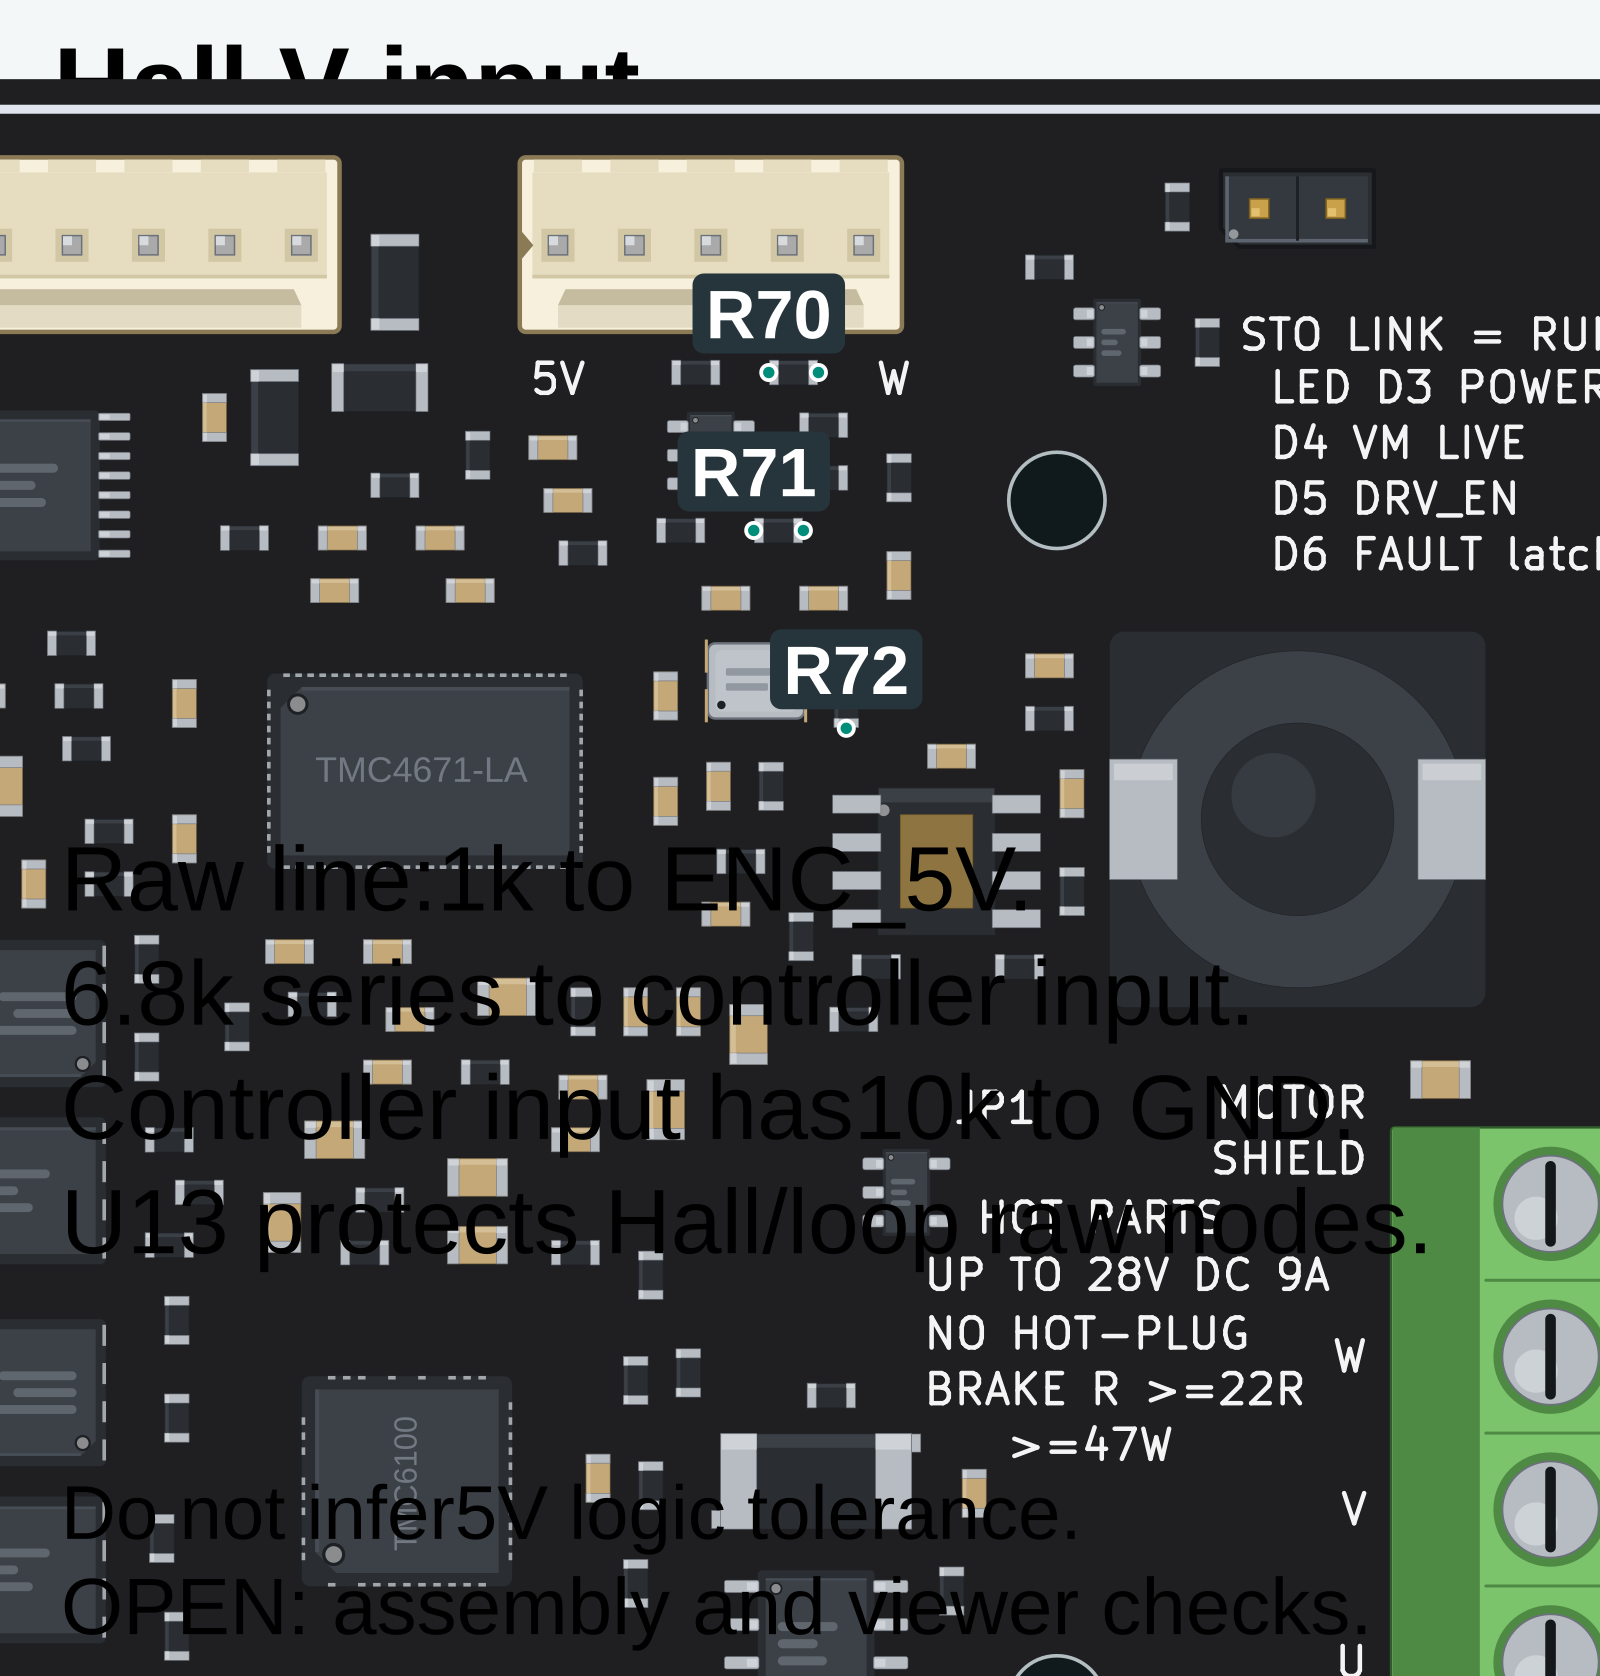 Hall V input
R70
5V
W
STO LINK = RU
LED D3 POWER
D4 VM LIVE
R71
D5 DRV_EN
D6 FAULT latc
R72
TMC4671-LA
Raw line:1k to ENC_5V.
6.8k series to controller input.
Controller input has10k to GND.
JP1
MOTOR
SHIELD
U13 protects Hall/loop raw nodes.
HOT PARTS
UP TO 28V DC 9A
NO HOT-PLUG
W
BRAKE R >=22R
>=47W
TMC6100
Do not infer5V logic tolerance.
V
OPEN: assembly and viewer checks.
U